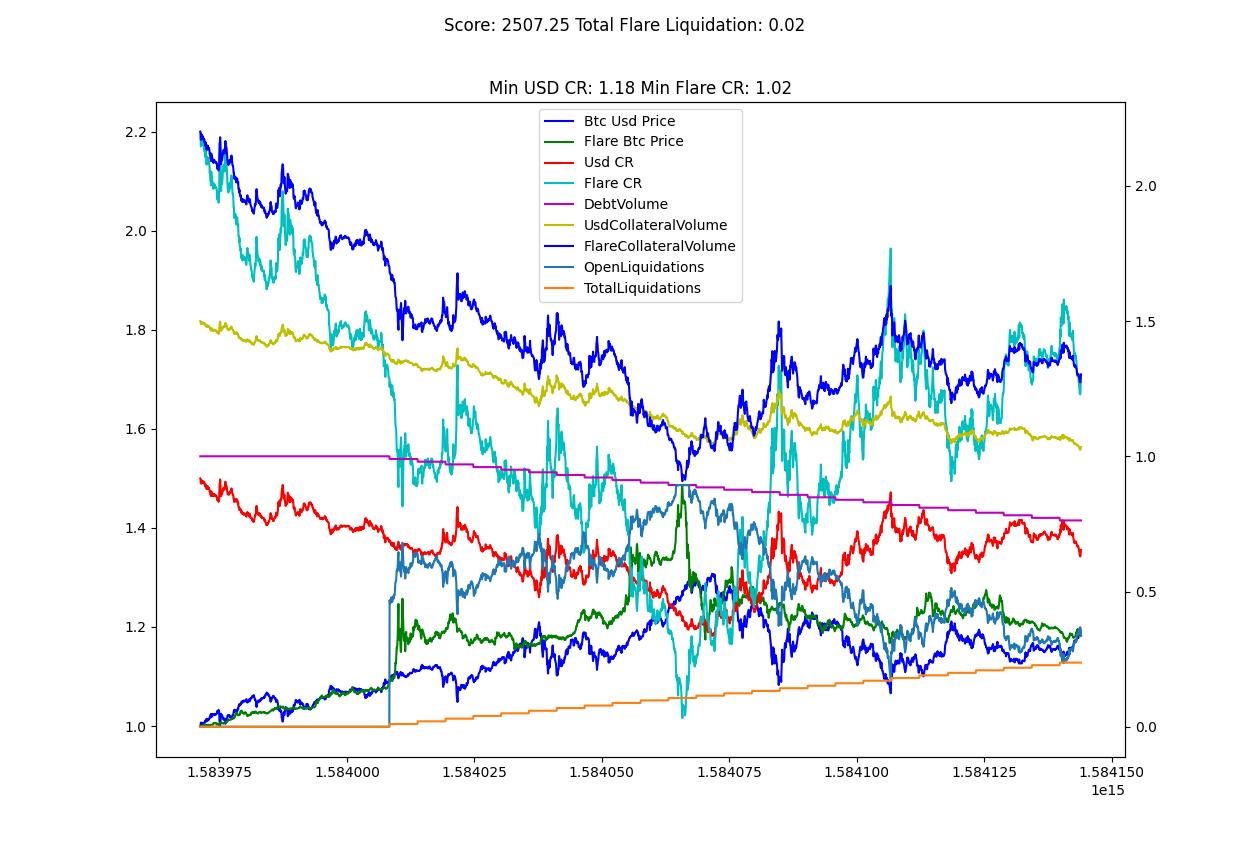 Score: 2507.25 Total Flare Liquidation: 0.02
Min USD CR: 1.18 Min Flare CR: 1.02
Btc Usd Price
Flare Btc Price
Usd CR
Flare CR
DebtVolume
UsdCollateralVolume
FlareCollateralVolume
OpenLiquidations
TotalLiquidations
2.2
2.0
1.8
1.6
1.4
1.2
1.0
2.0
1.5
1.0
0.5
0.0
1.583975 1.584000 1.584025 1.584050 1.584075 1.584100 1.584125 1.584150
1e15